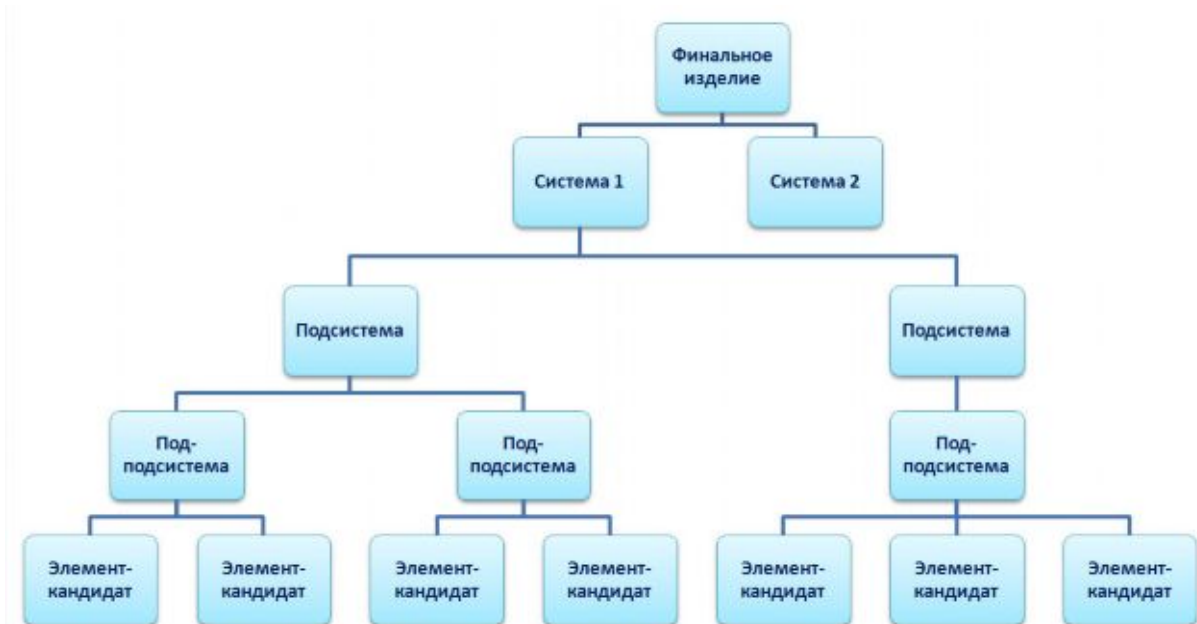 Финальное
изделие
Система 1
Система 2
Подсистема
Подсистема
Под-
подсистема
Под-
подсистема
Под-
подсистема
Элемент-
кандидат
Элемент-
кандидат
Элемент-
кандидат
Элемент-
кандидат
Элемент-
кандидат
Элемент-
кандидат
Элемент-
кандидат